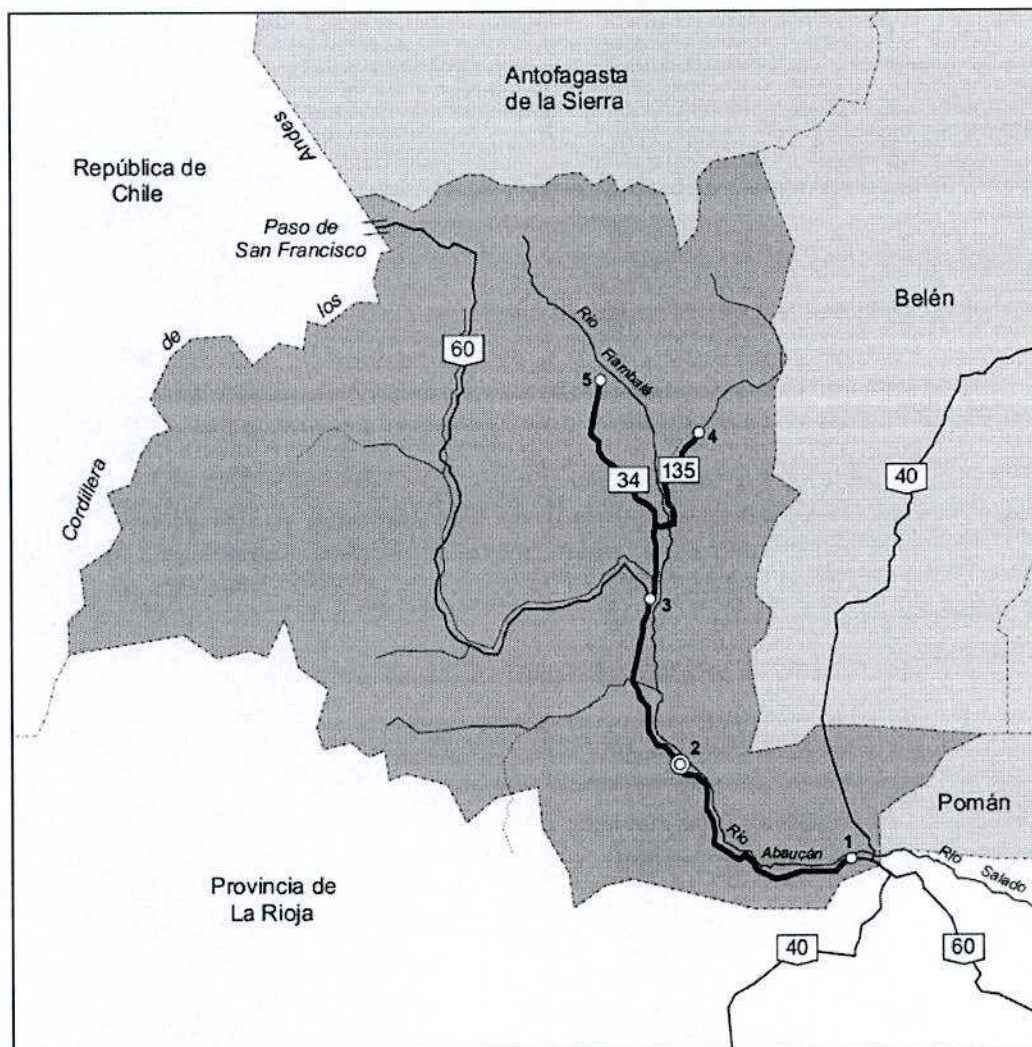 Antofagasta
de la Sierra
Andes
República de
Chile
Paso de
San Francisco
Belén
los
de
Río
Fiambalá
60
5
4
40
34
135
Cordillera
3
2
Pomán
Río
Abaucán
1
Río
Salado
Provincia de
La Rioja
40
60